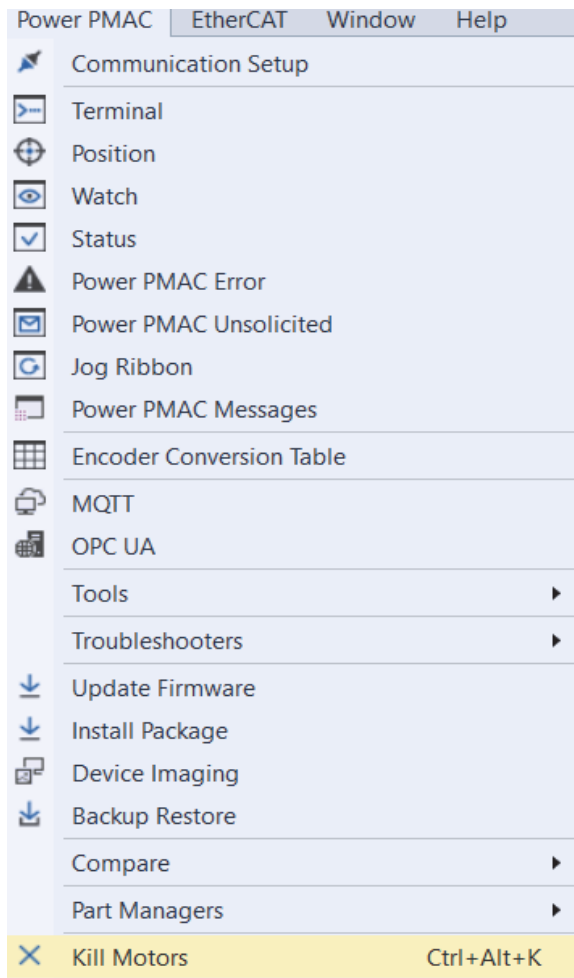 Power PMAC EtherCAT Window Help
Communication Setup
Terminal
Position
Watch
Status
Power PMAC Error
Power PMAC Unsolicited
Jog Ribbon
Power PMAC Messages
Encoder Conversion Table
MQTT
OPC UA
Tools
Troubleshooters
Update Firmware
Install Package
Device Imaging
Backup Restore
Compare
Part Managers
Kill Motors Ctrl+Alt+K